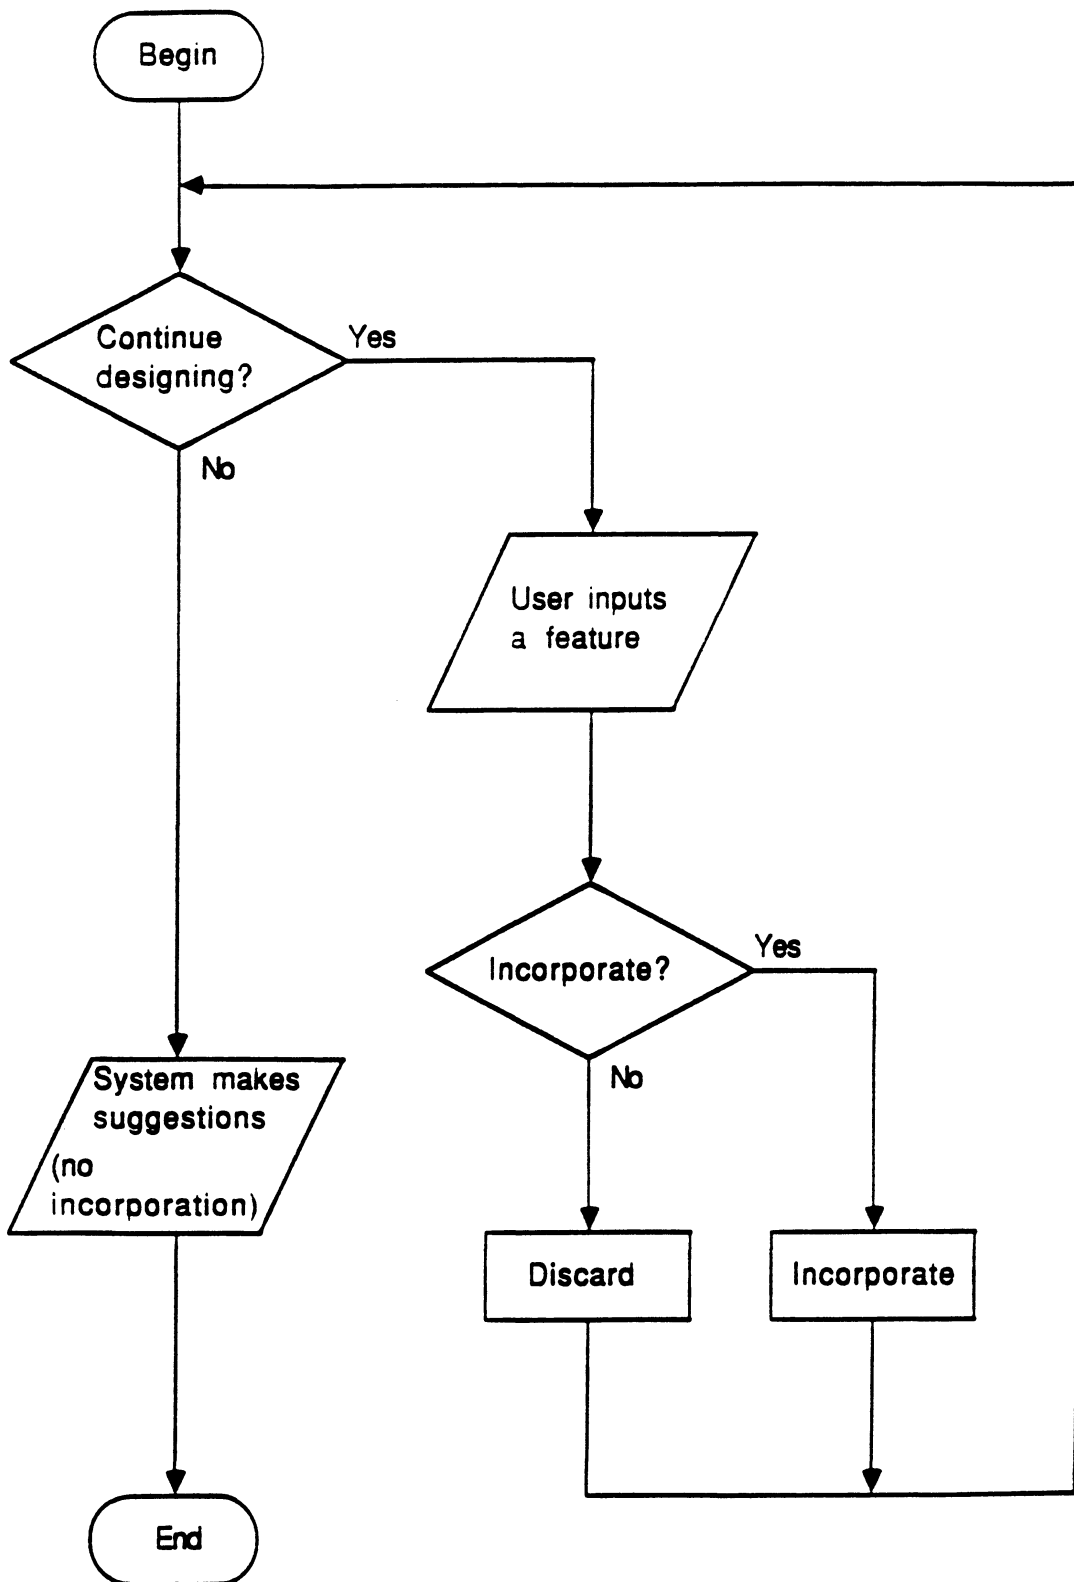 Begin
Continue
designing?
Yes
No
User inputs
a feature
Incorporate?
Yes
No
System makes
suggestions
(no
incorporation)
Discard
Incorporate
End